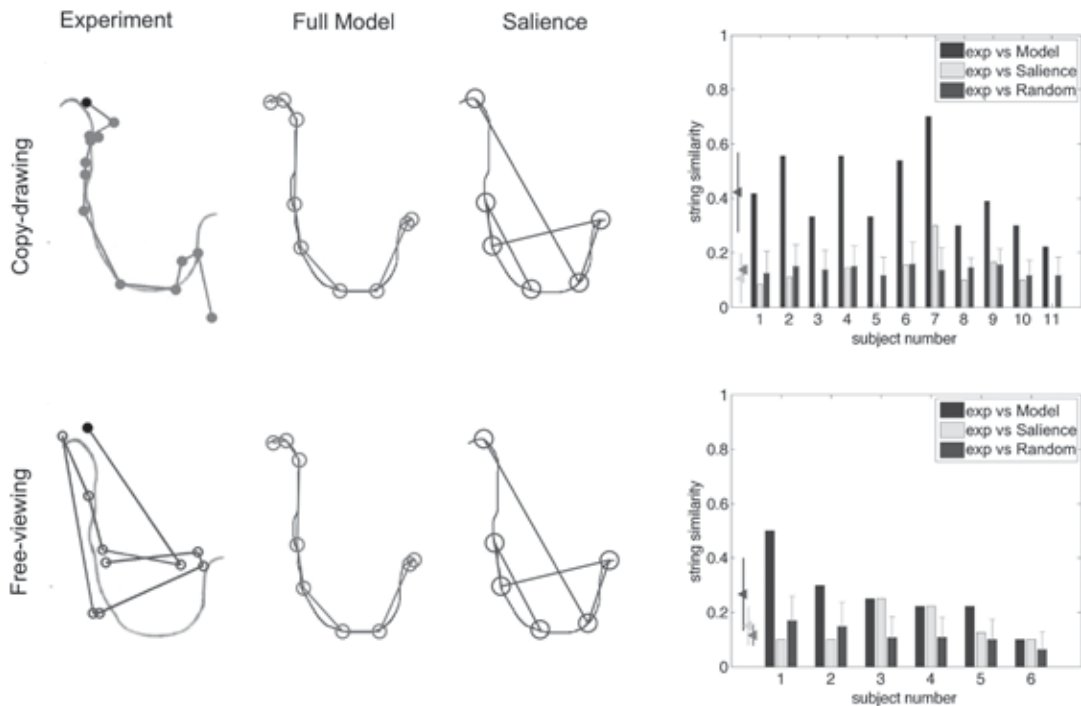 Experiment
Full Model
Salience
Copy-drawing
1
0.8
0.6
0.4
0.2
0
string similarity
exp vs Model
exp vs Salience
exp vs Random
1 2 3 4 5 6 7 8 9 10 11
subject number
Free-viewing
1
0.8
0.6
0.4
0.2
0
string similarity
exp vs Model
exp vs Salience
exp vs Random
1 2 3 4 5 6
subject number